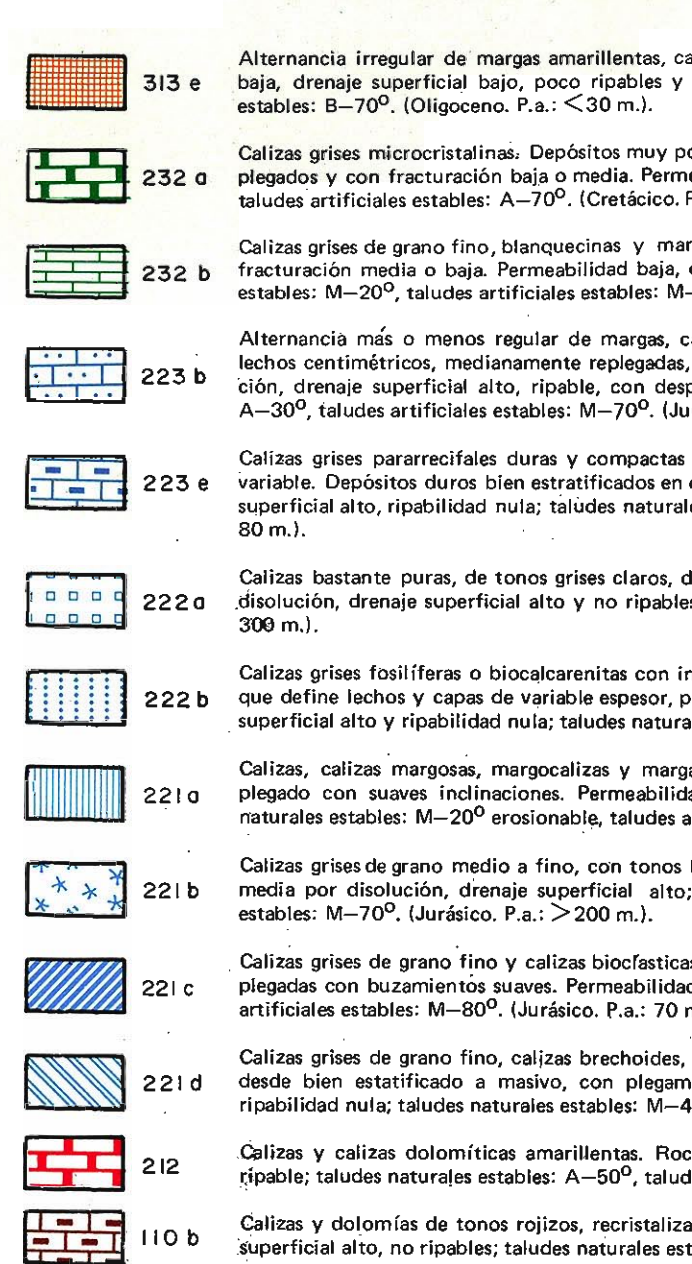 313 e Alternancia irregular de margas amarillentas, ca
baja, drenaje superficial bajo, poco ripables y
estables: B—70º. (Oligoceno. P.a.: <30 m.).
232 a Calizas grises microcristalinas. Depósitos muy po
plegados y con fracturación baja o media. Perme
taludes artificiales estables: A—70º. (Cretácico. P
232 b Calizas grises de grano fino, blanquecinas y mar
fracturación media o baja. Permeabilidad baja,
estables: M—20º, taludes artificiales estables: M—
223 b Alternancia más o menos regular de margas, ca
lechos centimétricos, medianamente replegadas,
ción, drenaje superficial alto, ripable, con desp
A—30º, taludes artificiales estables: M—70º. (Ju
223 e Calizas grises pararrecifales duras y compactas
variable. Depósitos duros bien estratificados en
superficial alto, ripabilidad nula; taludes naturale
80 m.).
222 a Calizas bastante puras, de tonos grises claros, d
disolución, drenaje superficial alto y no ripables
300 m.).
222 b Calizas grises fosilíferas o biocalcarenitas con in
que define lechos y capas de variable espesor, p
superficial alto y ripabilidad nula; taludes natura
221 a Calizas, calizas margosas, margocalizas y marga
plegado con suaves inclinaciones. Permeabilida
naturales estables: M—20º erosionable, taludes a
221 b Calizas grises de grano medio a fino, con tonos
media por disolución, drenaje superficial alto;
estables: M—70º. (Jurásico. P.a.: >200 m.).
221 c Calizas grises de grano fino y calizas bioclasticas
plegadas con buzamientos suaves. Permeabilidad
artificiales estables: M—80º. (Jurásico. P.a.: 70 m
221 d Calizas grises de grano fino, calizas brechoides,
desde bien estatificado a masivo, con plegam
ripabilidad nula; taludes naturales estables: M—4
212 Calizas y calizas dolomíticas amarillentas. Roc
ripable; taludes naturales estables: A—50º, talud
110 b Calizas y dolomías de tonos rojizos, recristaliza
superficial alto, no ripables; taludes naturales est